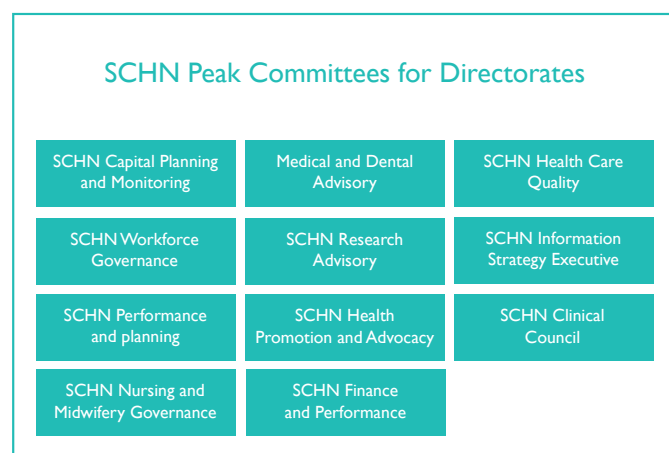 SCHN Peak Committees for Directorates
SCHN Capital Planning
and Monitoring
Medical and Dental
Advisory
SCHN Health Care
Quality
SCHN Workforce
Governance
SCHN Research
Advisory
SCHN Information
Strategy Executive
SCHN Performance
and planning
SCHN Health
Promotion and Advocacy
SCHN Clinical
Council
SCHN Nursing and
Midwifery Governance
SCHN Finance
and Performance